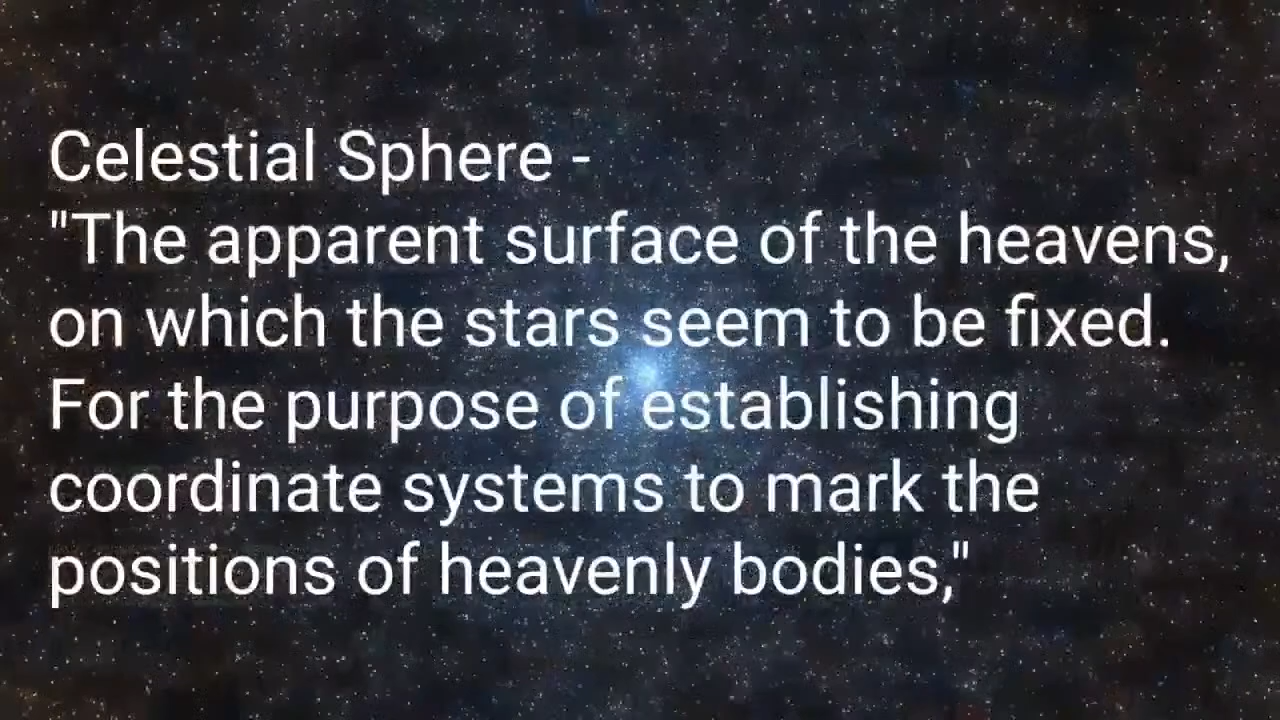 Celestial Sphere -
"The apparent surface of the heavens,
on which the stars seem to be fixed.
For the purpose of establishing
coordinate systems to mark the
positions of heavenly bodies,"